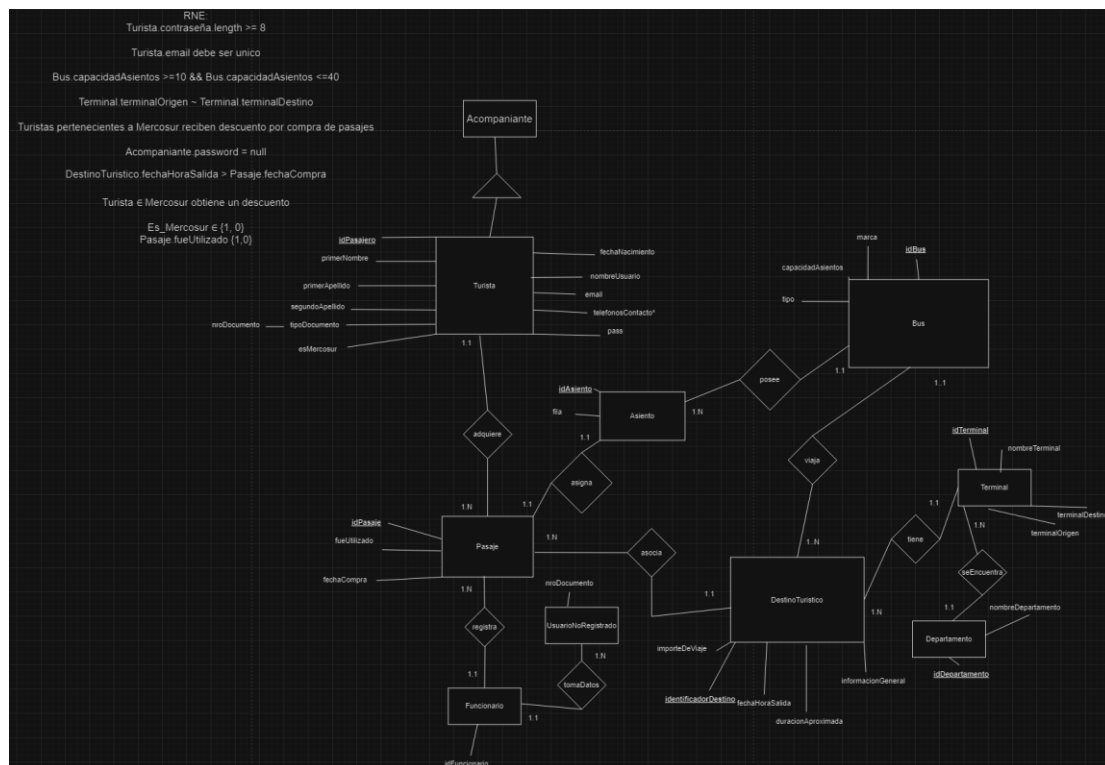 RNE:
Turista.contraseña.length >= 8
Turista.email debe ser unico
Bus.capacidadAsientos >=10 && Bus.capacidadAsientos <=40
Terminal.terminalOrigen ~ Terminal.terminalDestino
Turistas pertenecientes a Mercosur reciben descuento por compra de pasajes
Acompaniante.password = null
DestinoTuristico.fechaHoraSalida > Pasaje.fechaCompra
Turista ∈ Mercosur obtiene un descuento
Es_Mercosur ∈ {1, 0}
Pasaje.fueUtilizado {1,0}
Acompaniante
idPasajero
primerNombre
primerApellido
segundoApellido
nroDocumento
tipoDocumento
esMercosur
Turista
fechaNacimiento
nombreUsuario
email
telefonosContacto*
pass
1.1
adquiere
1.N
marca
idBus
capacidadAsientos
tipo
Bus
1.1
1..1
posee
1.N
idAsiento
fila
Asiento
1.1
asigna
1.1
viaja
1..N
idTerminal
nombreTerminal
Terminal
terminalDestino
terminalOrigen
1.1
tiene
1.N
1.N
seEncuentra
1.1
nombreDepartamento
Departamento
idDepartamento
idPasaje
fueUtilizado
fechaCompra
Pasaje
1.N
asocia
1.1
DestinoTuristico
importeDeViaje
identificadorDestino
fechaHoraSalida
duracionAproximada
informacionGeneral
1.N
registra
1.1
nroDocumento
UsuarioNoRegistrado
1.N
tomaDatos
1.1
Funcionario
idFuncionario